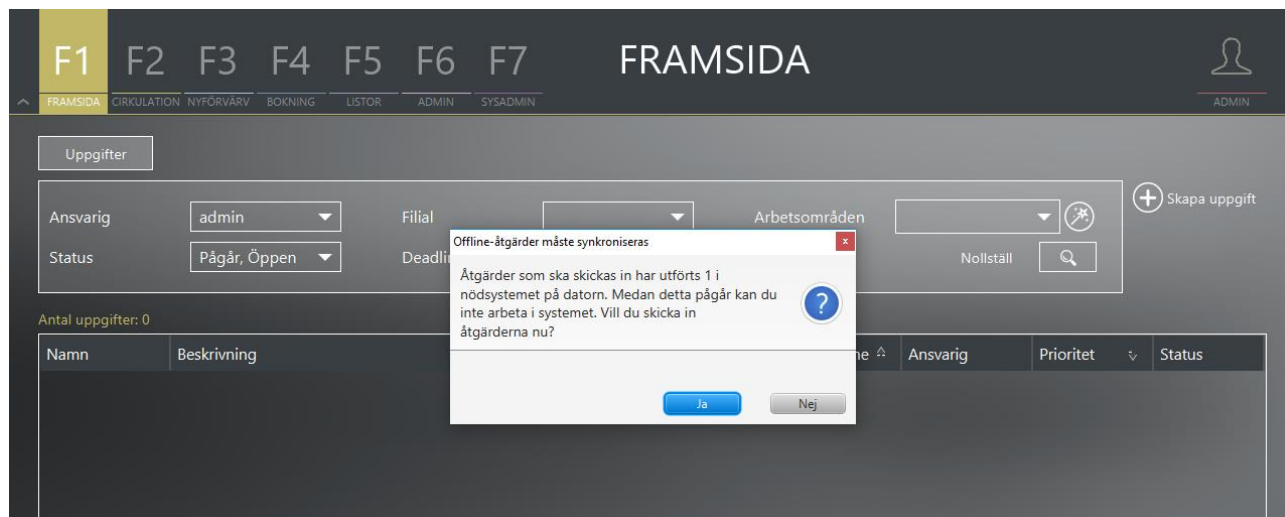 F1 F2 F3 F4 F5 F6 F7 FRAMSIDA
FRAMSIDA CIRKULATION NYFÖRVÄRV BOKNING LISTOR ADMIN SYSADMIN ADMIN
Uppgifter
Ansvarig admin Filial Arbetsområden Skapa uppgift
Status Pågår, Öppen Deadli Nollställ
Offline-åtgärder måste synkroniseras x
Åtgärder som ska skickas in har utförts 1 i
nödsystemet på datorn. Medan detta pågår kan du
inte arbeta i systemet. Vill du skicka in
åtgärderna nu?
Ja Nej
Antal uppgifter: 0
Namn Beskrivning ne Ansvarig Prioritet Status